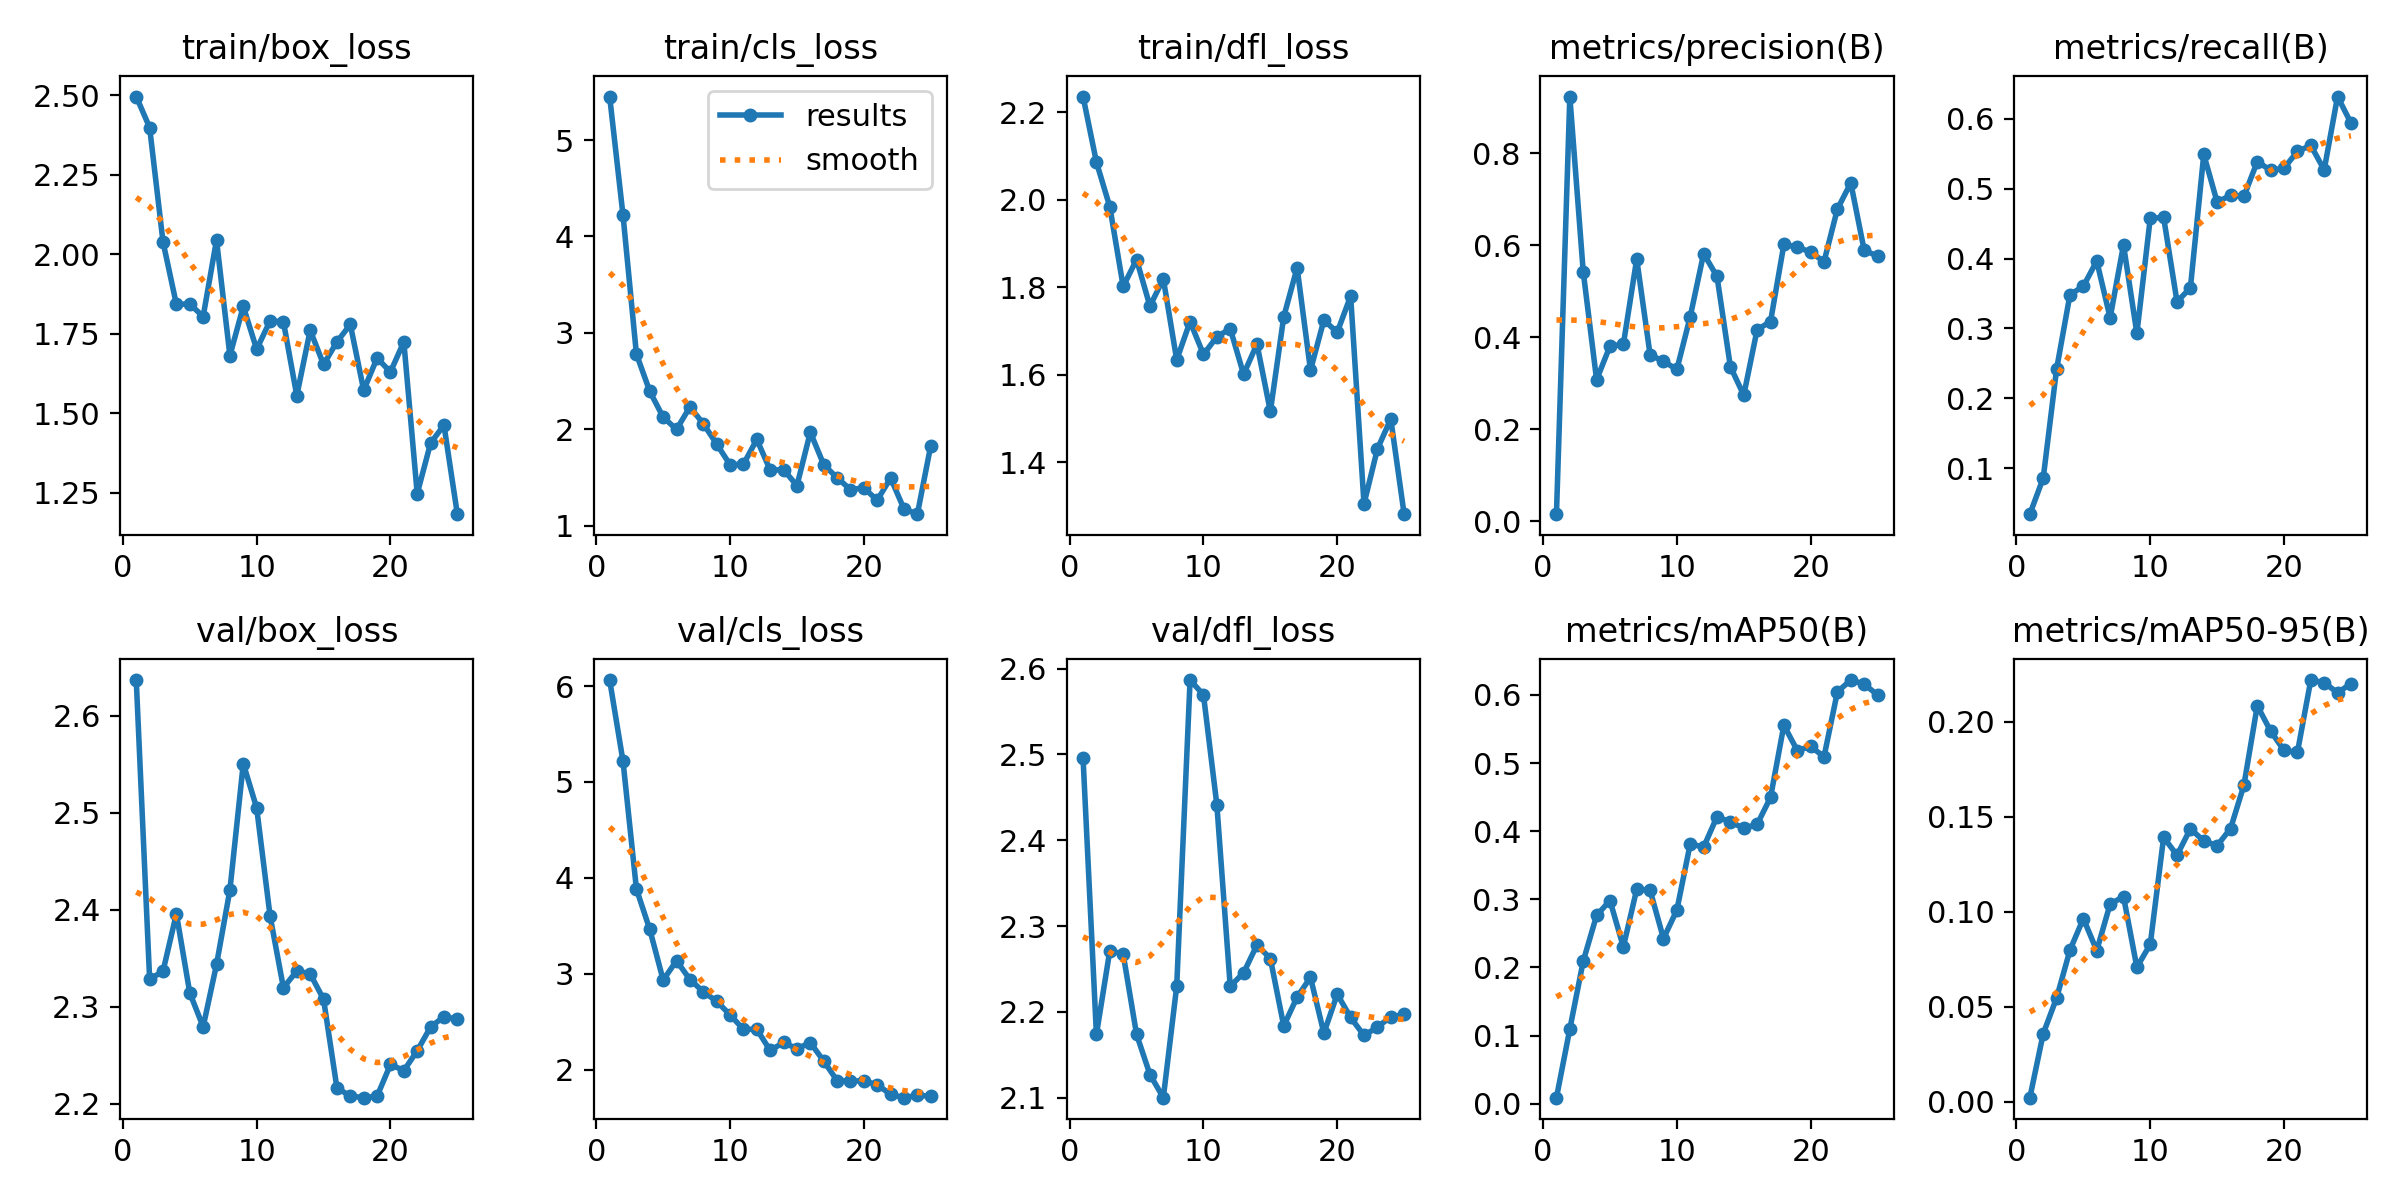 train/box_loss
2.50
2.25
2.00
1.75
1.50
1.25
0 10 20
train/cls_loss
results
smooth
5
4
3
2
1
0 10 20
train/dfl_loss
2.2
2.0
1.8
1.6
1.4
0 10 20
metrics/precision(B)
0.8
0.6
0.4
0.2
0.0
0 10 20
metrics/recall(B)
0.6
0.5
0.4
0.3
0.2
0.1
0 10 20
val/box_loss
2.6
2.5
2.4
2.3
2.2
0 10 20
val/cls_loss
6
5
4
3
2
0 10 20
val/dfl_loss
2.6
2.5
2.4
2.3
2.2
2.1
0 10 20
metrics/mAP50(B)
0.6
0.5
0.4
0.3
0.2
0.1
0.0
0 10 20
metrics/mAP50-95(B)
0.20
0.15
0.10
0.05
0.00
0 10 20